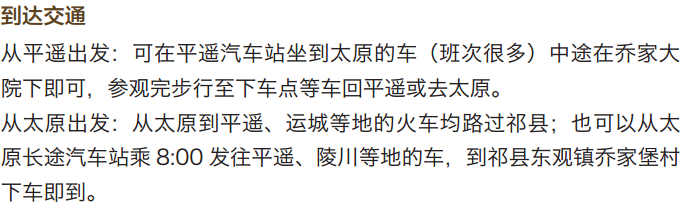 到达交通
从平遥出发：可在平遥汽车站坐到太原的车（班次很多）中途在乔家大
院下即可，参观完步行至下车点等车回平遥或去太原。
从太原出发：从太原到平遥、运城等地的火车均路过祁县；也可以从太
原长途汽车站乘 8:00 发往平遥、陵川等地的车，到祁县东观镇乔家堡村
下车即到。